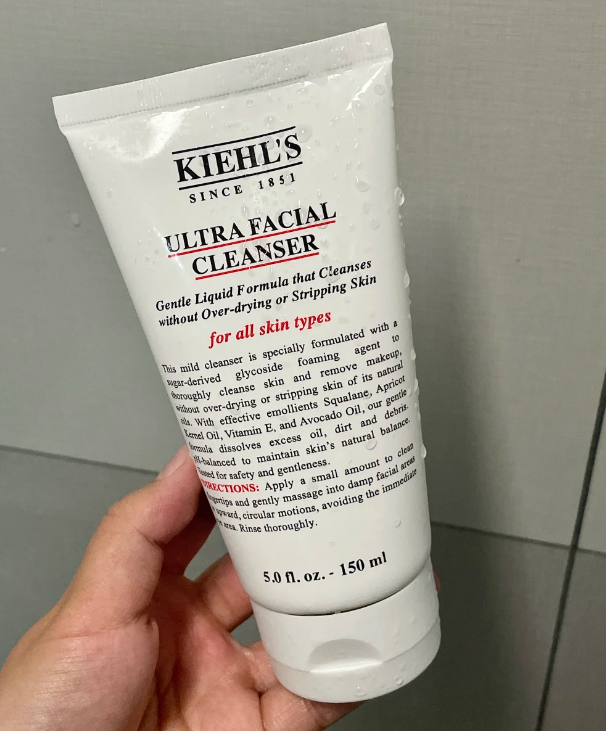 KIEHL'S
SINCE 1851
ULTRA FACIAL
CLEANSER
Gentle Liquid Formula that Cleanses
without Over-drying or Stripping Skin
for all skin types
This mild cleanser is specially formulated with a
sugar-derived glycoside foaming agent to
thoroughly cleanse skin and remove makeup,
without over-drying or stripping skin of its natural
oils. With effective emollients Squalane, Apricot
Kernel Oil, Vitamin E, and Avocado Oil, our gentle
formula dissolves excess oil, dirt and debris.
pH-balanced to maintain skin's natural balance.
for safety and gentleness.
DIRECTIONS: Apply a small amount to clean
fingertips and gently massage into damp facial areas
upward, circular motions, avoiding the immediate
area. Rinse thoroughly.
5.0 fl. oz. - 150 ml